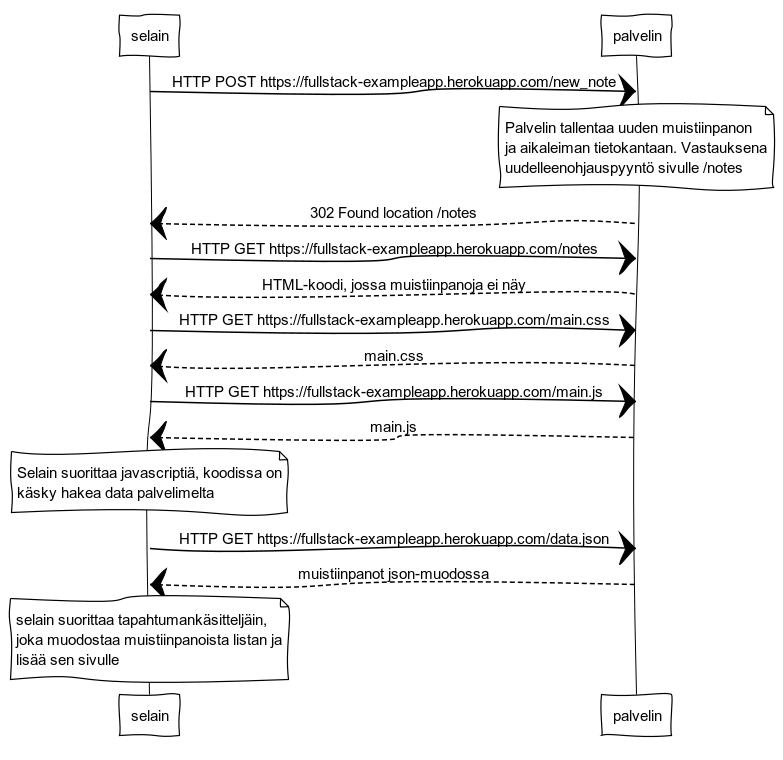 selain
palvelin
HTTP POST https://fullstack-exampleapp.herokuapp.com/new_note
Palvelin tallentaa uuden muistiinpanon
ja aikaleiman tietokantaan. Vastauksena
uudelleenohjauspyyntö sivulle /notes
302 Found location /notes
HTTP GET https://fullstack-exampleapp.herokuapp.com/notes
HTML-koodi, jossa muistiinpanoja ei näy
HTTP GET https://fullstack-exampleapp.herokuapp.com/main.css
main.css
HTTP GET https://fullstack-exampleapp.herokuapp.com/main.js
main.js
Selain suorittaa javascriptiä, koodissa on
käsky hakea data palvelimelta
HTTP GET https://fullstack-exampleapp.herokuapp.com/data.json
muistiinpanot json-muodossa
selain suorittaa tapahtumankäsitteljäin,
joka muodostaa muistiinpanoista listan ja
lisää sen sivulle
selain
palvelin